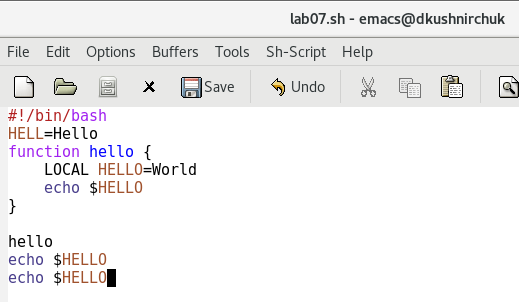 lab07.sh - emacs@dkushnirchuk
File Edit Options Buffers Tools Sh-Script Help
Save Undo
#!/bin/bash
HELL=Hello
function hello {
    LOCAL HELLO=World
    echo $HELLO
}
hello
echo $HELLO
echo $HELLO